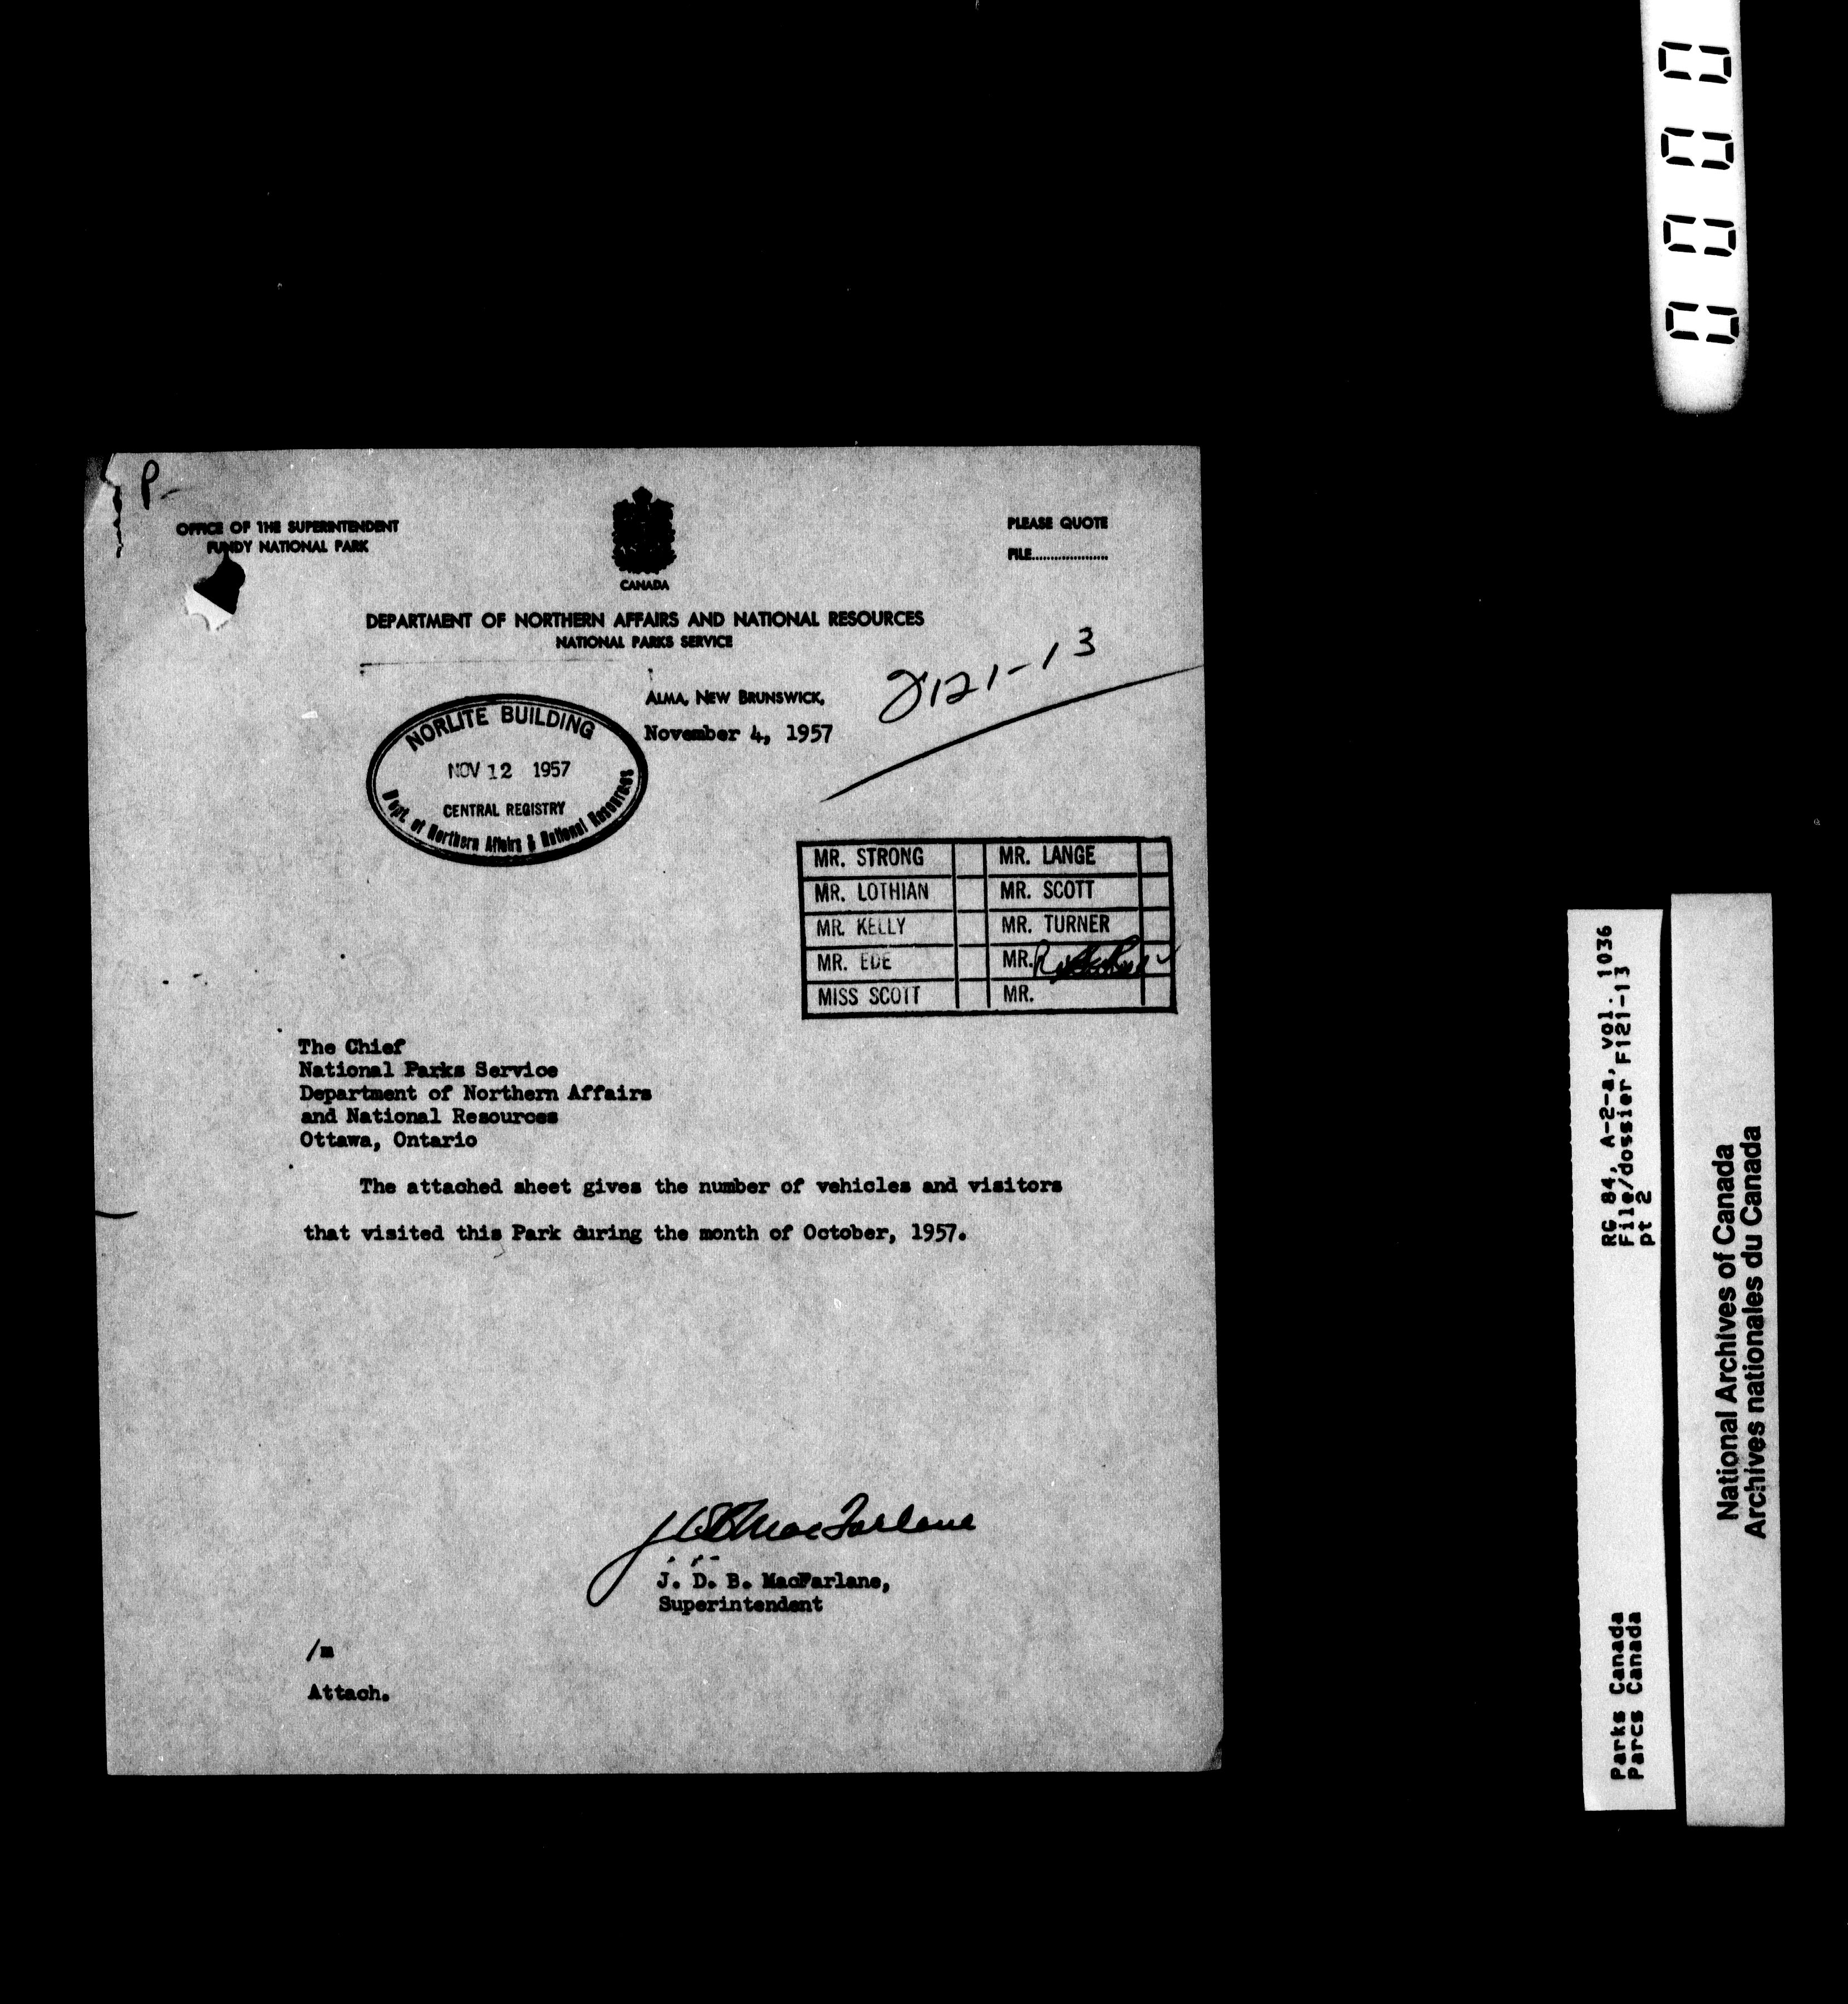 P-
OFFICE OF THE SUPERINTENDENT
FUNDY NATIONAL PARK
CANADA
PLEASE QUOTE
FILE....................
DEPARTMENT OF NORTHERN AFFAIRS AND NATIONAL RESOURCES
NATIONAL PARKS SERVICE
ALMA, NEW BRUNSWICK,
November 4, 1957
121-13
NORLITE BUILDING
NOV 12 1957
CENTRAL REGISTRY
Dept. of Northern Affairs & National Resources
MR. STRONG MR. LANGE
MR. LOTHIAN MR. SCOTT
MR. KELLY MR. TURNER
MR. EDE MR.
MISS SCOTT MR.
The Chief
National Parks Service
Department of Northern Affairs
and National Resources
Ottawa, Ontario
The attached sheet gives the number of vehicles and visitors
that visited this Park during the month of October, 1957.
JDB MacFarlane
J. D. B. MacFarlane,
Superintendent
/m
Attach.
0000
RG 84, A-2-a, vol. 1036
File/dossier F121-13
pt 2
Parks Canada
Parcs Canada
National Archives of Canada
Archives nationales du Canada